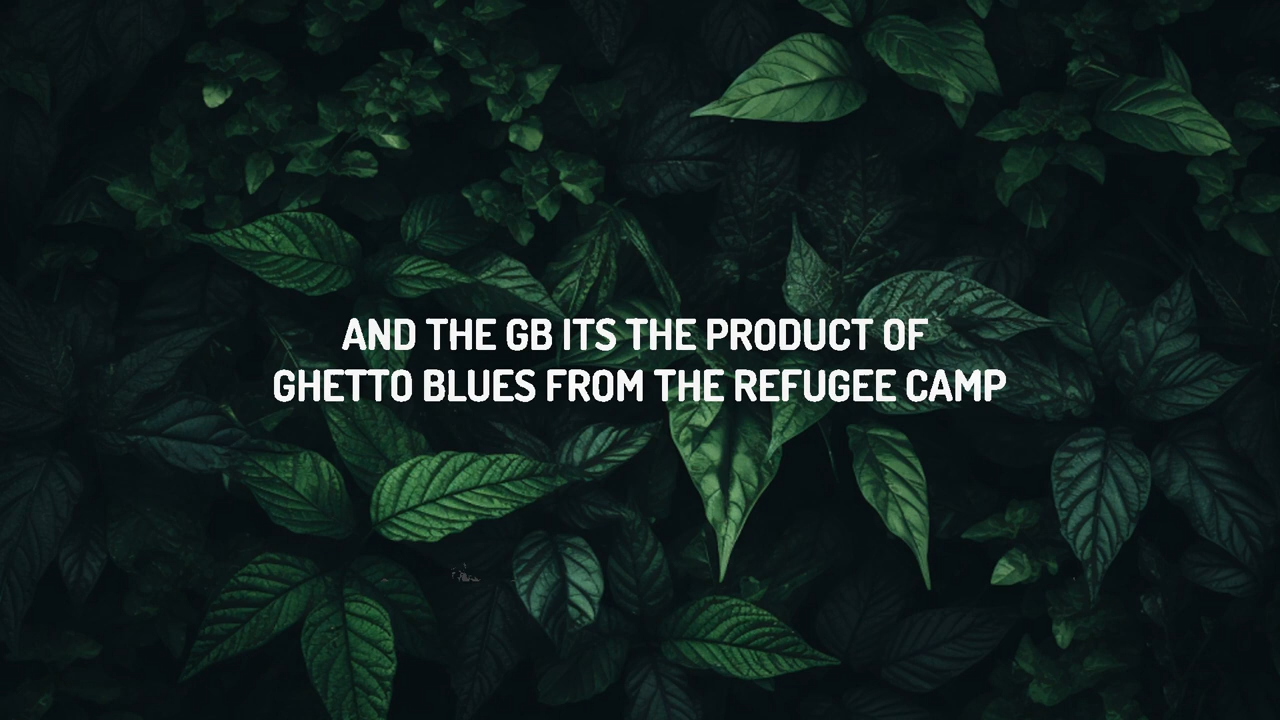 AND THE GB ITS THE PRODUCT OF
GHETTO BLUES FROM THE REFUGEE CAMP